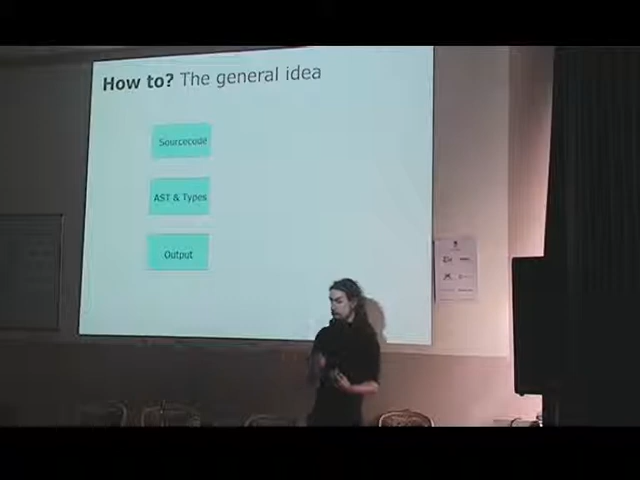 How to? The general idea
Sourcecode
AST & Types
Output